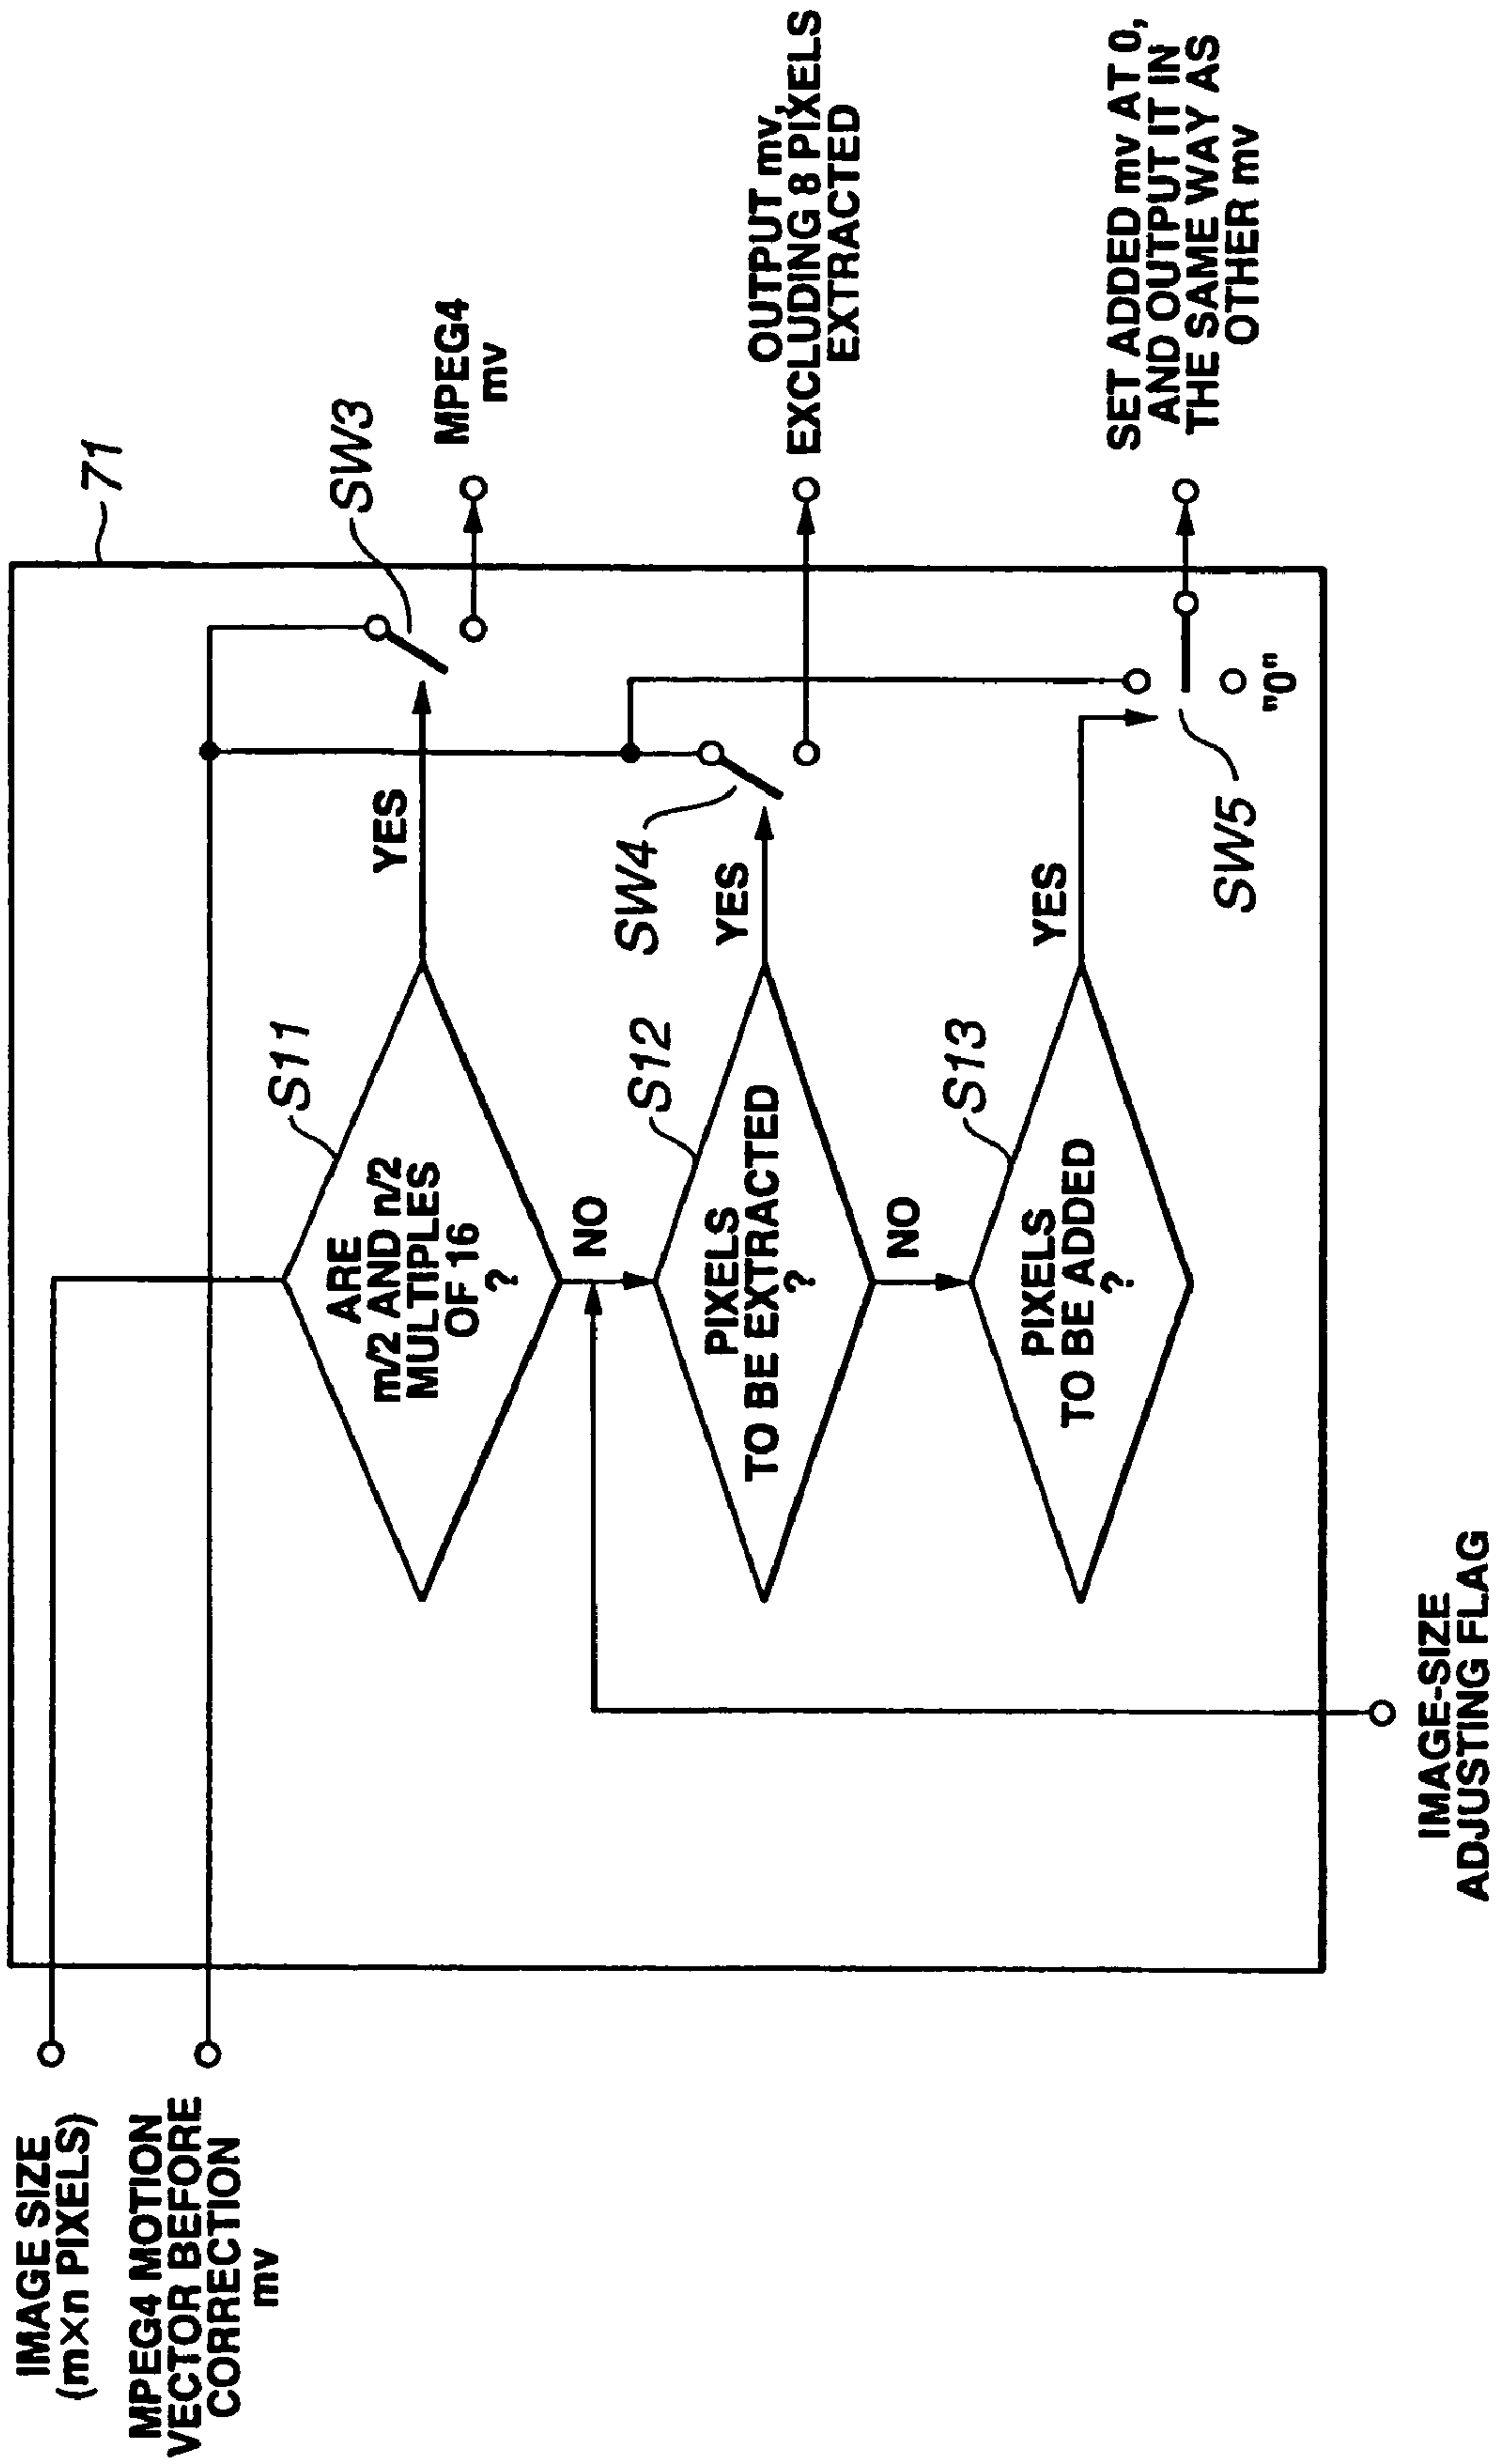 IMAGE SIZE
(m×n PIXELS)
MPEG4 MOTION
VECTOR BEFORE
CORRECTION
mv
71
S11
ARE
m/2 AND n/2
MULTIPLES
OF 16
?
YES
SW3
MPEG4
mv
NO
S12
PIXELS
TO BE EXTRACTED
?
YES
SW4
OUTPUT mv,
EXCLUDING 8 PIXELS
EXTRACTED
NO
S13
PIXELS
TO BE ADDED
?
YES
SW5
"0"
SET ADDED mv AT 0,
AND OUTPUT IT IN
THE SAME WAY AS
OTHER mv
IMAGE-SIZE
ADJUSTING FLAG